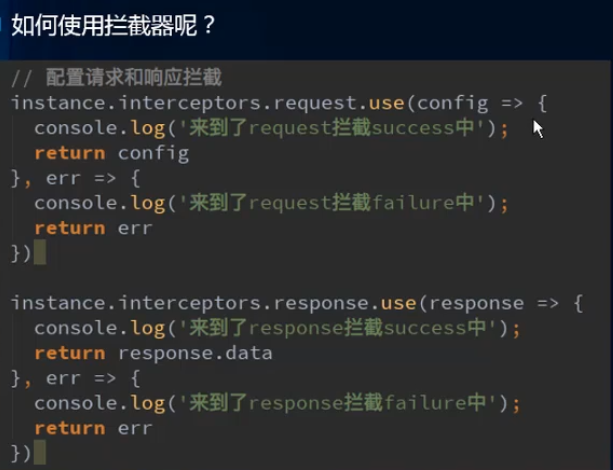 如何使用拦截器呢？
// 配置请求和响应拦截
instance.interceptors.request.use(config => {
  console.log('来到了request拦截success中');
  return config
}, err => {
  console.log('来到了request拦截failure中');
  return err
})
instance.interceptors.response.use(response => {
  console.log('来到了response拦截success中');
  return response.data
}, err => {
  console.log('来到了response拦截failure中');
  return err
})